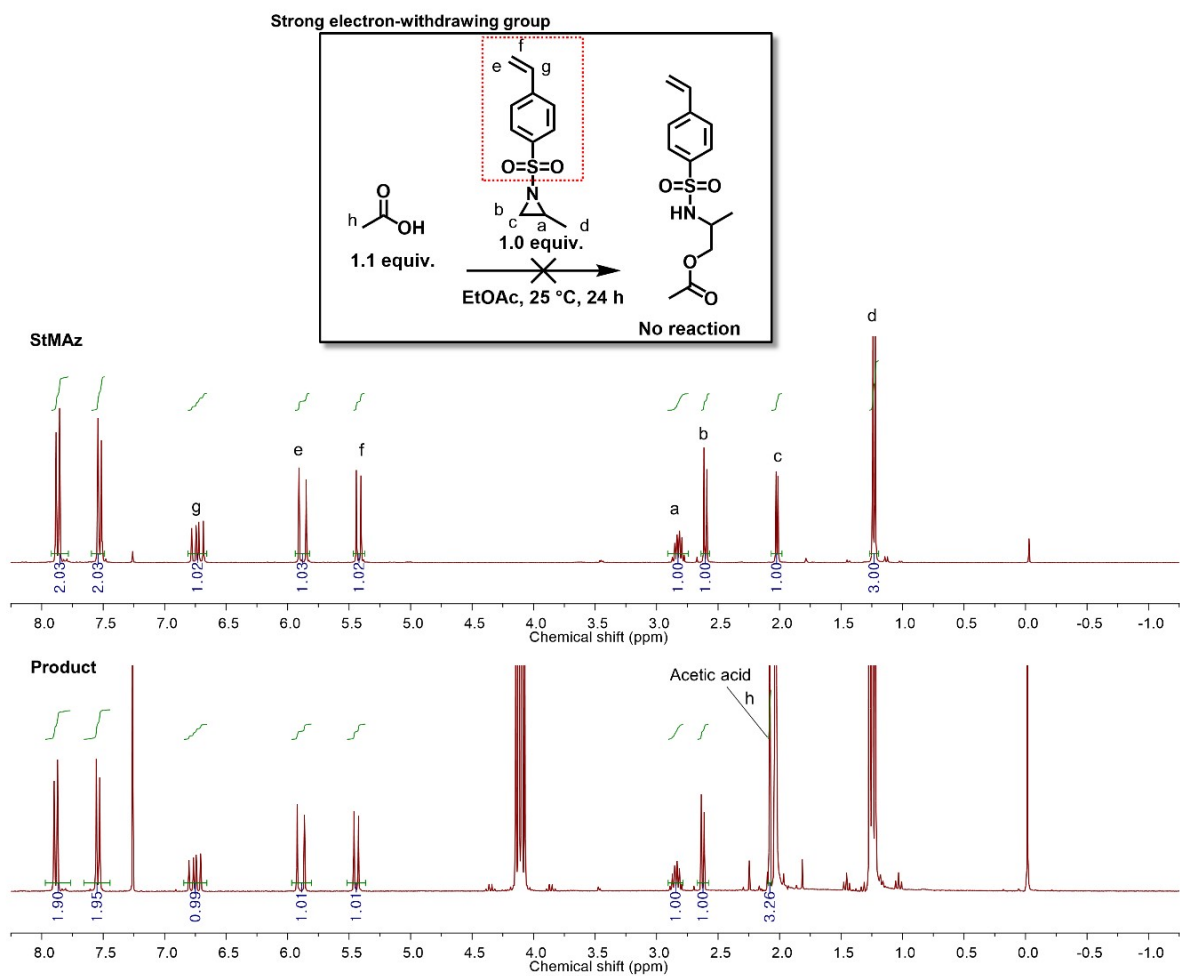 Strong electron-withdrawing group
f
e
g
O=S=O
N
b
c
a
d
1.0 equiv.
O
h
OH
1.1 equiv.
EtOAc, 25 °C, 24 h
O=S=O
HN
O
O
No reaction
StMAz
g
e
f
a
b
c
d
2.03
2.03
1.02
1.03
1.02
1.00
1.00
1.00
3.00
8.0 7.5 7.0 6.5 6.0 5.5 5.0 4.5 4.0 3.5 3.0 2.5 2.0 1.5 1.0 0.5 0.0 -0.5 -1.0
Chemical shift (ppm)
Product
Acetic acid
h
1.90
1.95
0.99
1.01
1.01
1.00
1.00
3.26
8.0 7.5 7.0 6.5 6.0 5.5 5.0 4.5 4.0 3.5 3.0 2.5 2.0 1.5 1.0 0.5 0.0 -0.5 -1.0
Chemical shift (ppm)